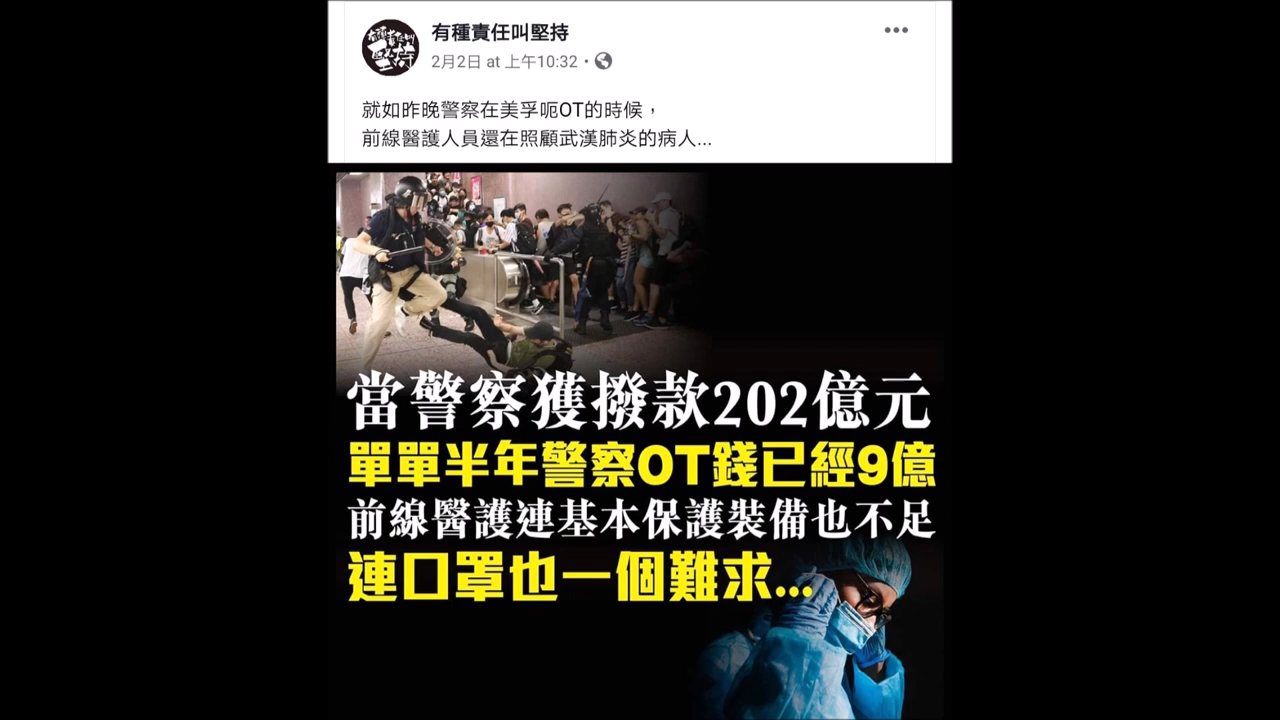 有種責任叫堅持
2月2日 at 上午10:32
就如昨晚警察在美孚呃OT的時候，
前線醫護人員還在照顧武漢肺炎的病人...
當警察獲撥款202億元
單單半年警察OT錢已經9億
前線醫護連基本保護裝備也不足
連口罩也一個難求...